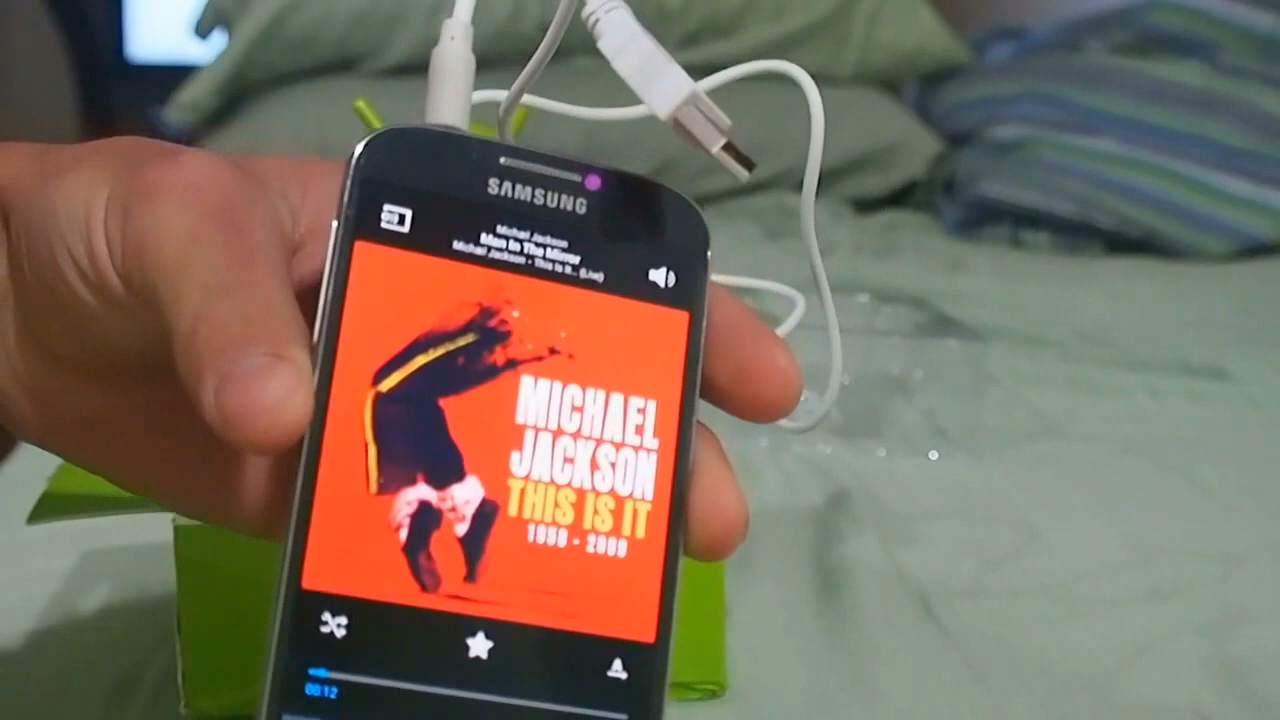 SAMSUNG
Michael Jackson
Man In The Mirror
Michael Jackson - This Is It... (Live)
MICHAEL
JACKSON
THIS IS IT
1958 - 2009
00:12